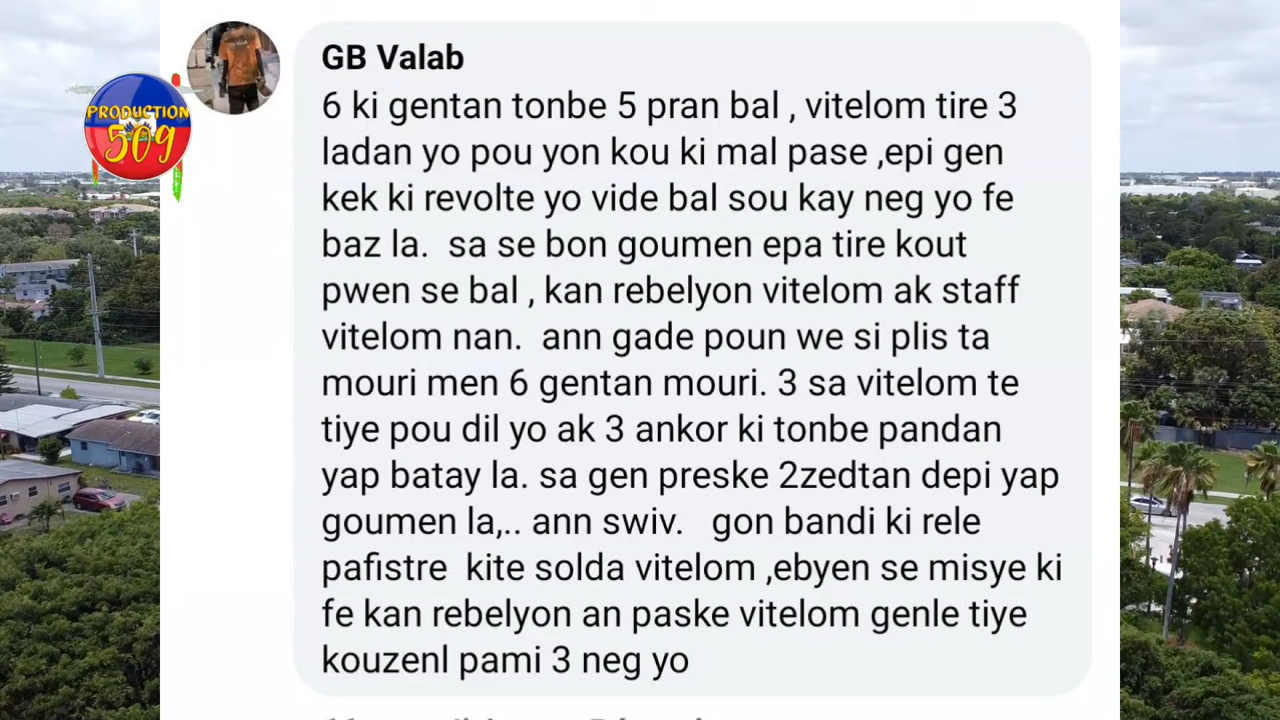 GB Valab
PRODUCTION
509
6 ki gentan tonbe 5 pran bal , vitelom tire 3
ladan yo pou yon kou ki mal pase ,epi gen
kek ki revolte yo vide bal sou kay neg yo fe
baz la.  sa se bon goumen epa tire kout
pwen se bal , kan rebelyon vitelom ak staff
vitelom nan.  ann gade poun we si plis ta
mouri men 6 gentan mouri. 3 sa vitelom te
tiye pou dil yo ak 3 ankor ki tonbe pandan
yap batay la. sa gen preske 2zedtan depi yap
goumen la,.. ann swiv.   gon bandi ki rele
pafistre  kite solda vitelom ,ebyen se misye ki
fe kan rebelyon an paske vitelom genle tiye
kouzenl pami 3 neg yo